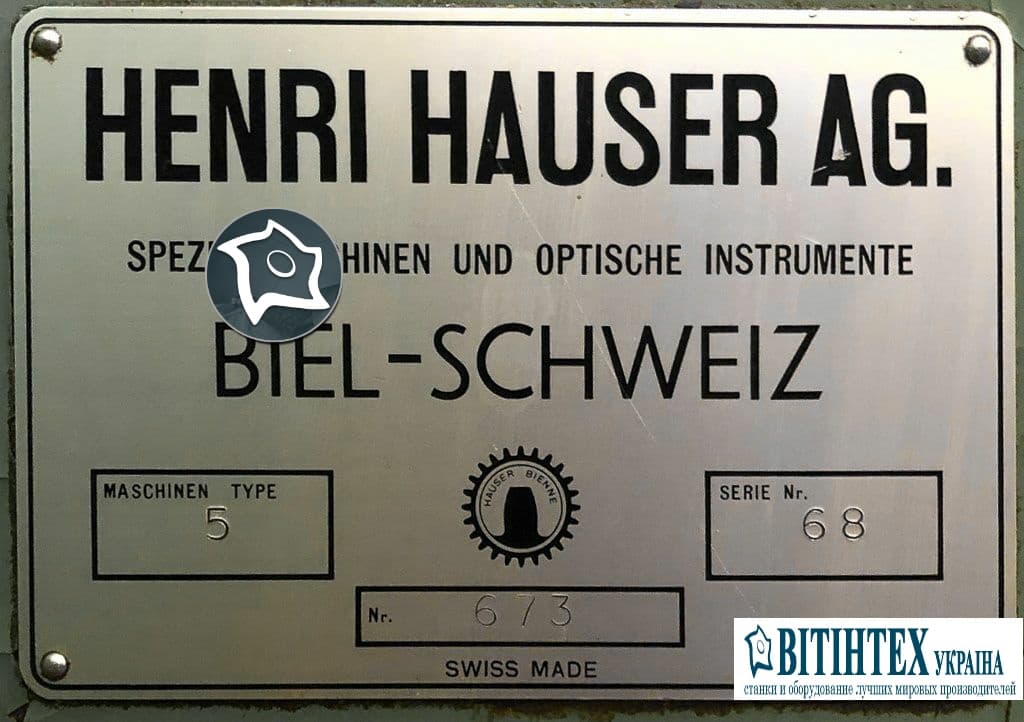 HENRI HAUSER AG.
SPEZ HINEN UND OPTISCHE INSTRUMENTE
BIEL-SCHWEIZ
MASCHINEN TYPE
5
HAUSER BIENNE
SERIE Nr.
68
Nr. 673
SWISS MADE
ВІТІНТЕХ УКРАЇНА
станки и оборудование лучших мировых производителей